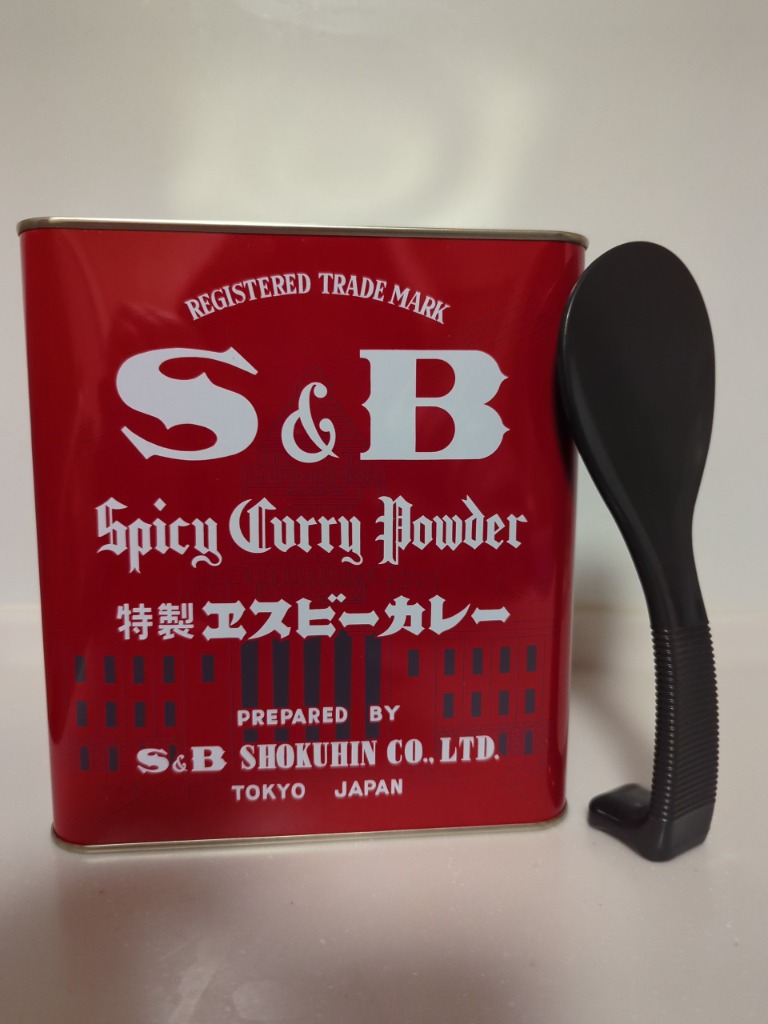 REGISTERED TRADE MARK
S & B
Spicy Curry Powder
特製ヱスビーカレー
PREPARED BY
S&B SHOKUHIN CO., LTD.
TOKYO JAPAN